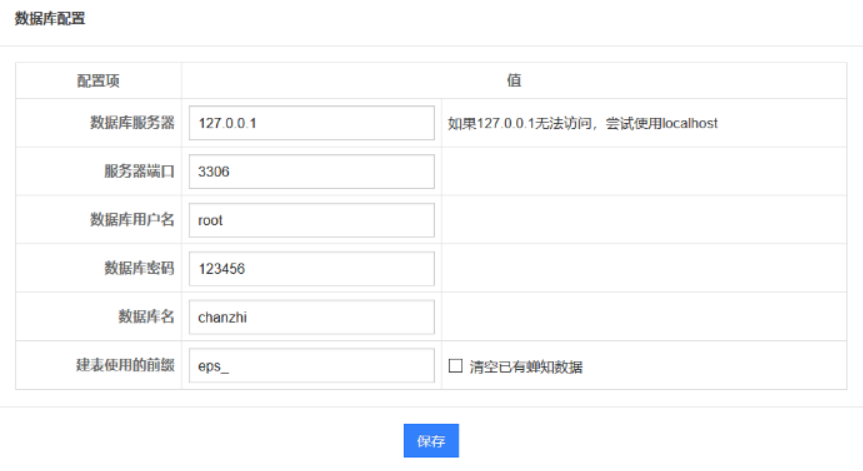 数据库配置
配置项 值
数据库服务器 127.0.0.1 如果127.0.0.1无法访问，尝试使用localhost
服务器端口 3306
数据库用户名 root
数据库密码 123456
数据库名 chanzhi
建表使用的前缀 eps_ 清空已有蝉知数据
保存